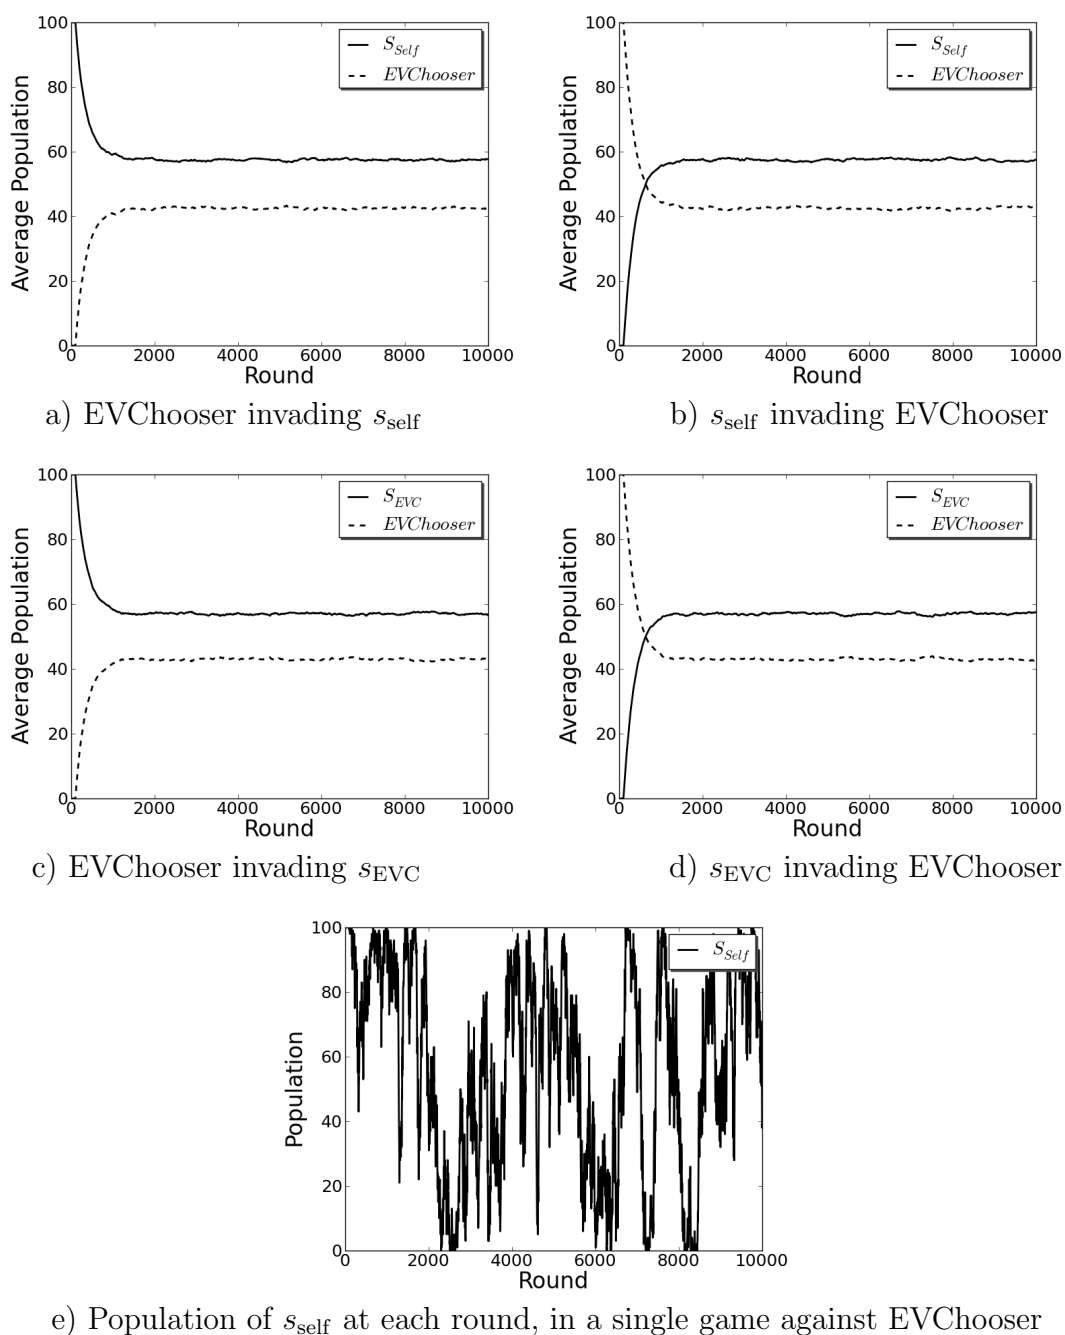 100
80
60
40
20
0
Average Population
S_Self
EVChooser
0 2000 4000 6000 8000 10000
Round
a) EVChooser invading s_self
100
80
60
40
20
0
Average Population
S_Self
EVChooser
0 2000 4000 6000 8000 10000
Round
b) s_self invading EVChooser
100
80
60
40
20
0
Average Population
S_EVC
EVChooser
0 2000 4000 6000 8000 10000
Round
c) EVChooser invading s_EVC
100
80
60
40
20
0
Average Population
S_EVC
EVChooser
0 2000 4000 6000 8000 10000
Round
d) s_EVC invading EVChooser
100
80
60
40
20
0
Population
S_Self
0 2000 4000 6000 8000 10000
Round
e) Population of s_self at each round, in a single game against EVChooser